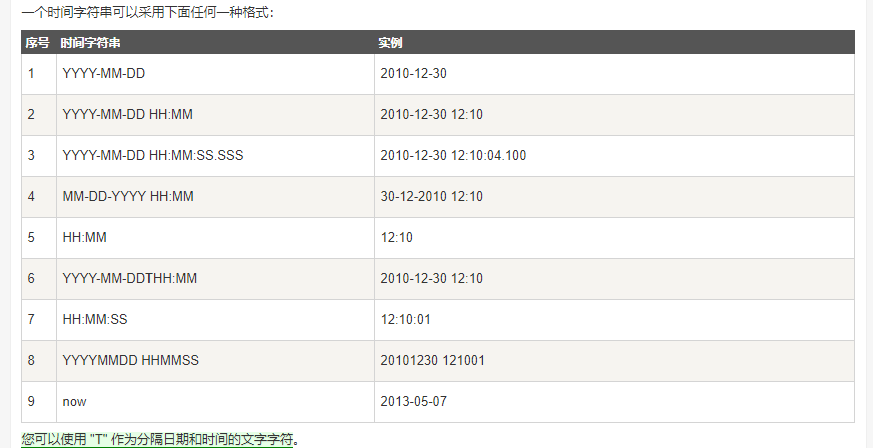 一个时间字符串可以采用下面任何一种格式：
序号 时间字符串 实例
1 YYYY-MM-DD 2010-12-30
2 YYYY-MM-DD HH:MM 2010-12-30 12:10
3 YYYY-MM-DD HH:MM:SS.SSS 2010-12-30 12:10:04.100
4 MM-DD-YYYY HH:MM 30-12-2010 12:10
5 HH:MM 12:10
6 YYYY-MM-DDTHH:MM 2010-12-30 12:10
7 HH:MM:SS 12:10:01
8 YYYYMMDD HHMMSS 20101230 121001
9 now 2013-05-07
您可以使用 "T" 作为分隔日期和时间的文字字符。